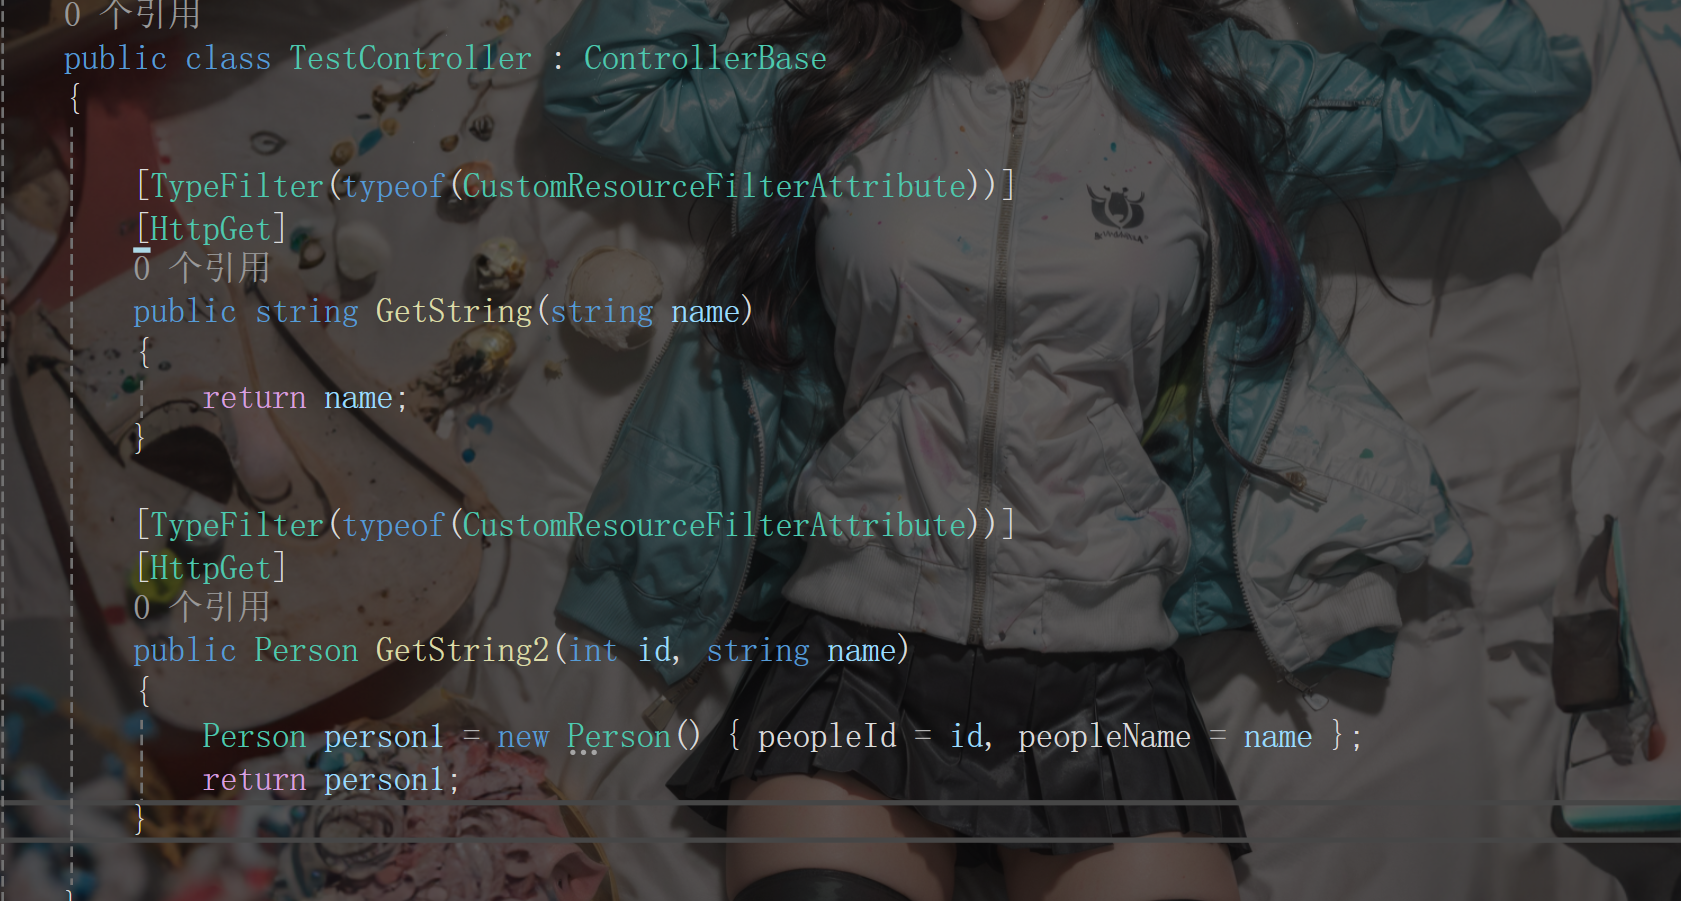 0 个引用
public class TestController : ControllerBase
{
[TypeFilter(typeof(CustomResourceFilterAttribute))]
[HttpGet]
0 个引用
public string GetString(string name)
{
return name;
}
[TypeFilter(typeof(CustomResourceFilterAttribute))]
[HttpGet]
0 个引用
public Person GetString2(int id, string name)
{
Person person1 = new Person() { peopleId = id, peopleName = name };
return person1;
}
}